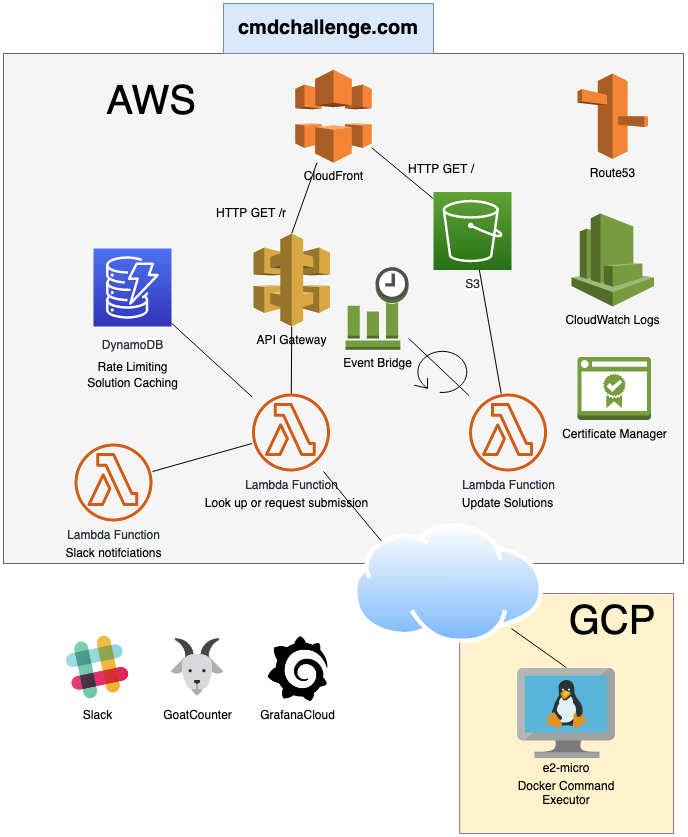 cmdchallenge.com
AWS
CloudFront
HTTP GET /
Route53
HTTP GET /r
S3
CloudWatch Logs
API Gateway
DynamoDB
Rate Limiting
Solution Caching
Event Bridge
Certificate Manager
Lambda Function
Look up or request submission
Lambda Function
Update Solutions
Lambda Function
Slack notifciations
GCP
Slack
GoatCounter
GrafanaCloud
e2-micro
Docker Command
Executor